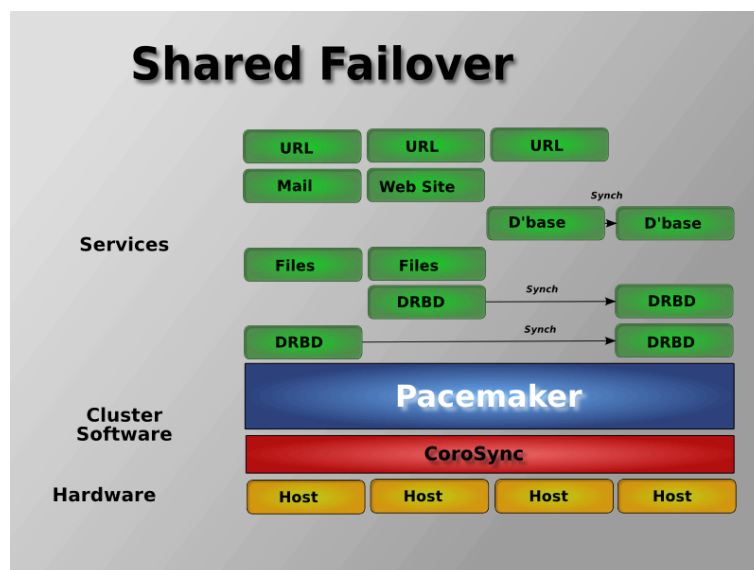 Shared Failover
URL URL URL
Mail Web Site
Synch
D'base D'base
Services
Files Files
DRBD Synch DRBD
DRBD Synch DRBD
Pacemaker
Cluster
Software
CoroSync
Hardware Host Host Host Host